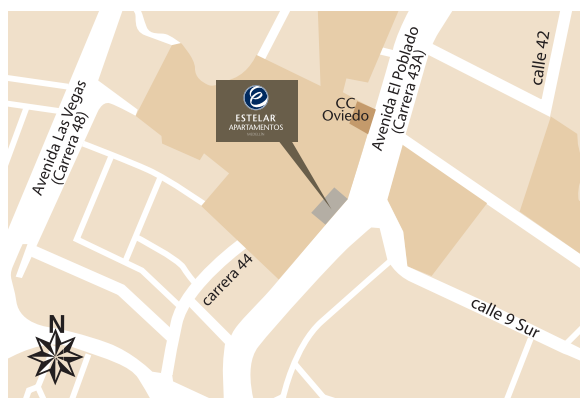 calle 42
Avenida El Poblado
(Carrera 43A)
Avenida Las Vegas
(Carrera 48)
CC
Oviedo
ESTELAR
APARTAMENTOS
MEDELLÍN
carrera 44
calle 9 Sur
N